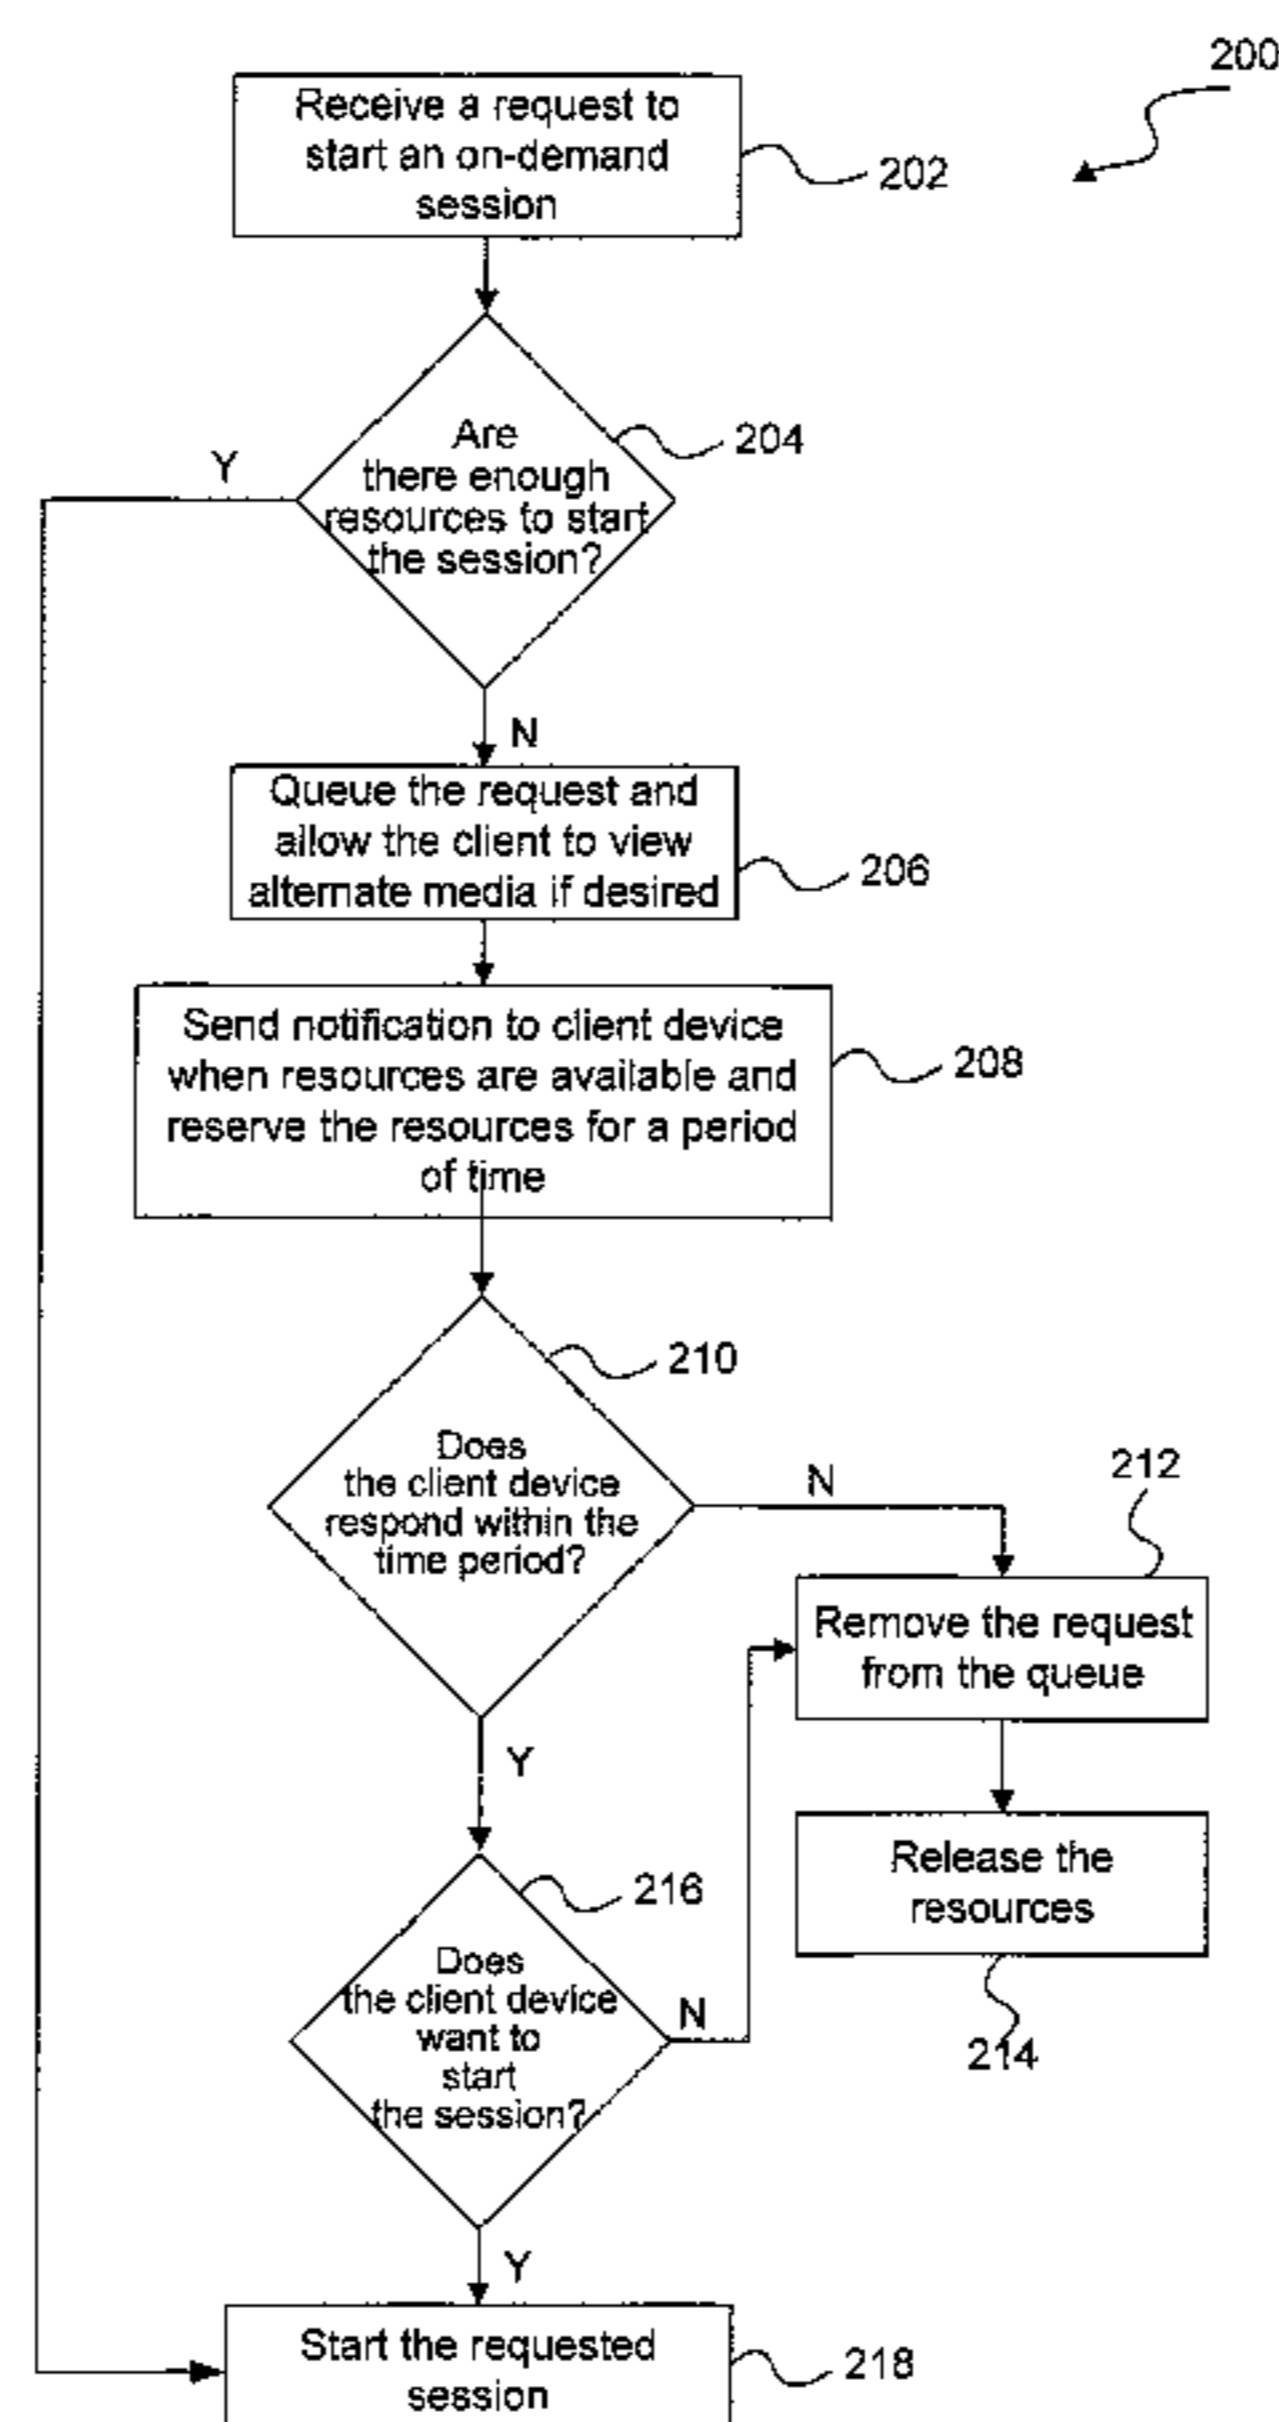 200
Receive a request to
start an on-demand
session
202
Are
there enough
resources to start
the session?
204
Y
N
Queue the request and
allow the client to view
alternate media if desired
206
Send notification to client device
when resources are available and
reserve the resources for a period
of time
208
210
Does
the client device
respond within the
time period?
N
212
Remove the request
from the queue
Y
Release the
resources
214
216
Does
the client device
want to
start
the session?
N
Y
Start the requested
session
218